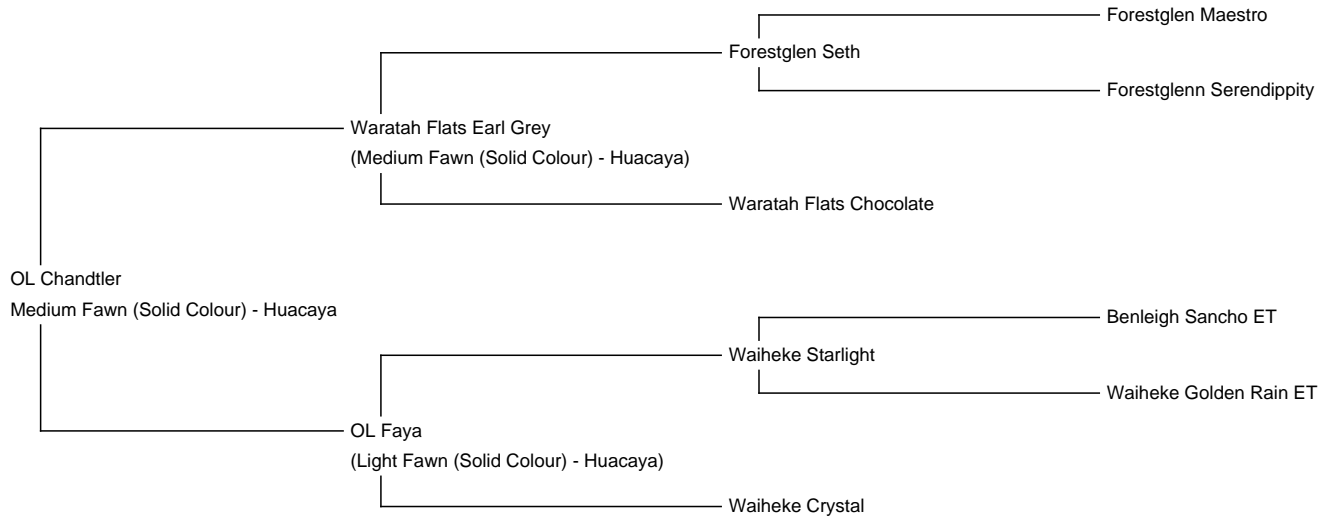 Forestglen Maestro
Forestglen Seth
Forestglenn Serendippity
Waratah Flats Earl Grey
(Medium Fawn (Solid Colour) - Huacaya)
Waratah Flats Chocolate
OL Chandtler
Medium Fawn (Solid Colour) - Huacaya
Benleigh Sancho ET
Waiheke Starlight
Waiheke Golden Rain ET
OL Faya
(Light Fawn (Solid Colour) - Huacaya)
Waiheke Crystal